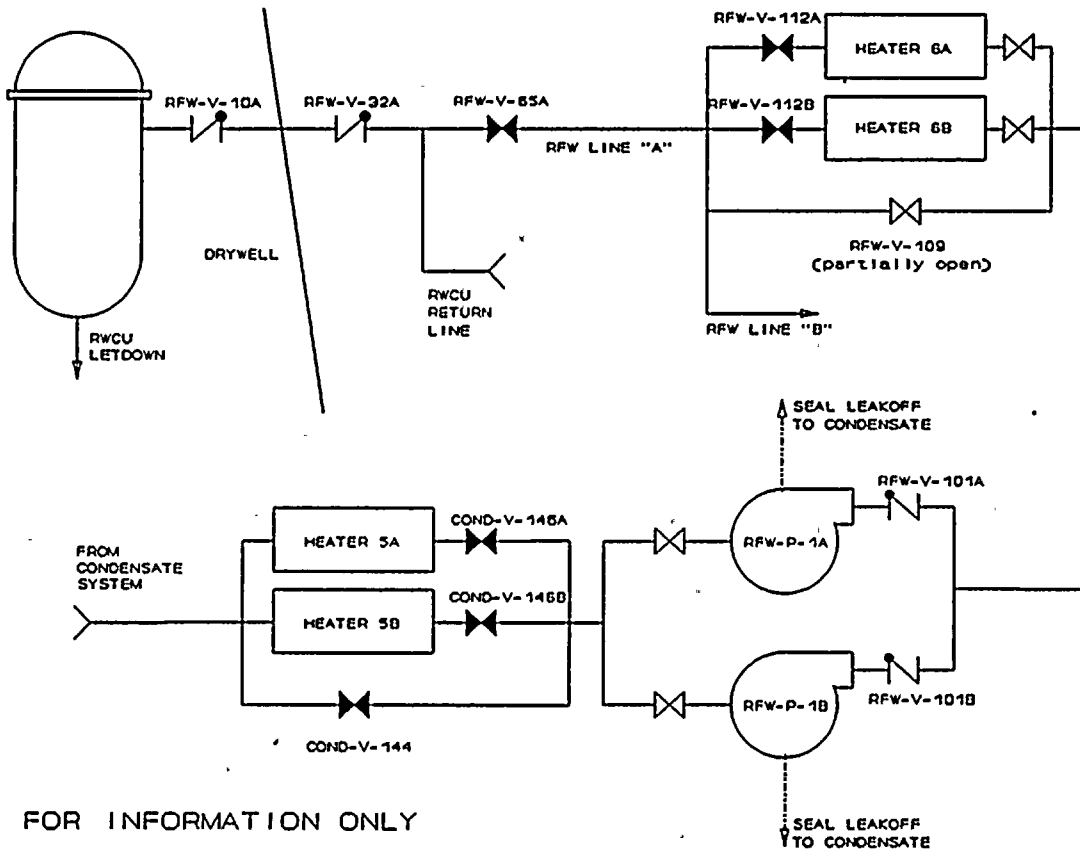 RFW-V-112A
HEATER 6A
RFW-V-10A
RFW-V-32A
RFW-V-65A
RFW-V-112B
HEATER 6B
RFW LINE "A"
DRYWELL
RFW-V-109
(partially open)
RWCU
RETURN
LINE
RFW LINE "B"
RWCU
LETDOWN
SEAL LEAKOFF
TO CONDENSATE
RFW-V-101A
COND-V-146A
HEATER 5A
RFW-P-1A
FROM
CONDENSATE
SYSTEM
COND-V-146B
HEATER 5B
RFW-P-1B
RFW-V-101B
COND-V-144
FOR INFORMATION ONLY
SEAL LEAKOFF
TO CONDENSATE